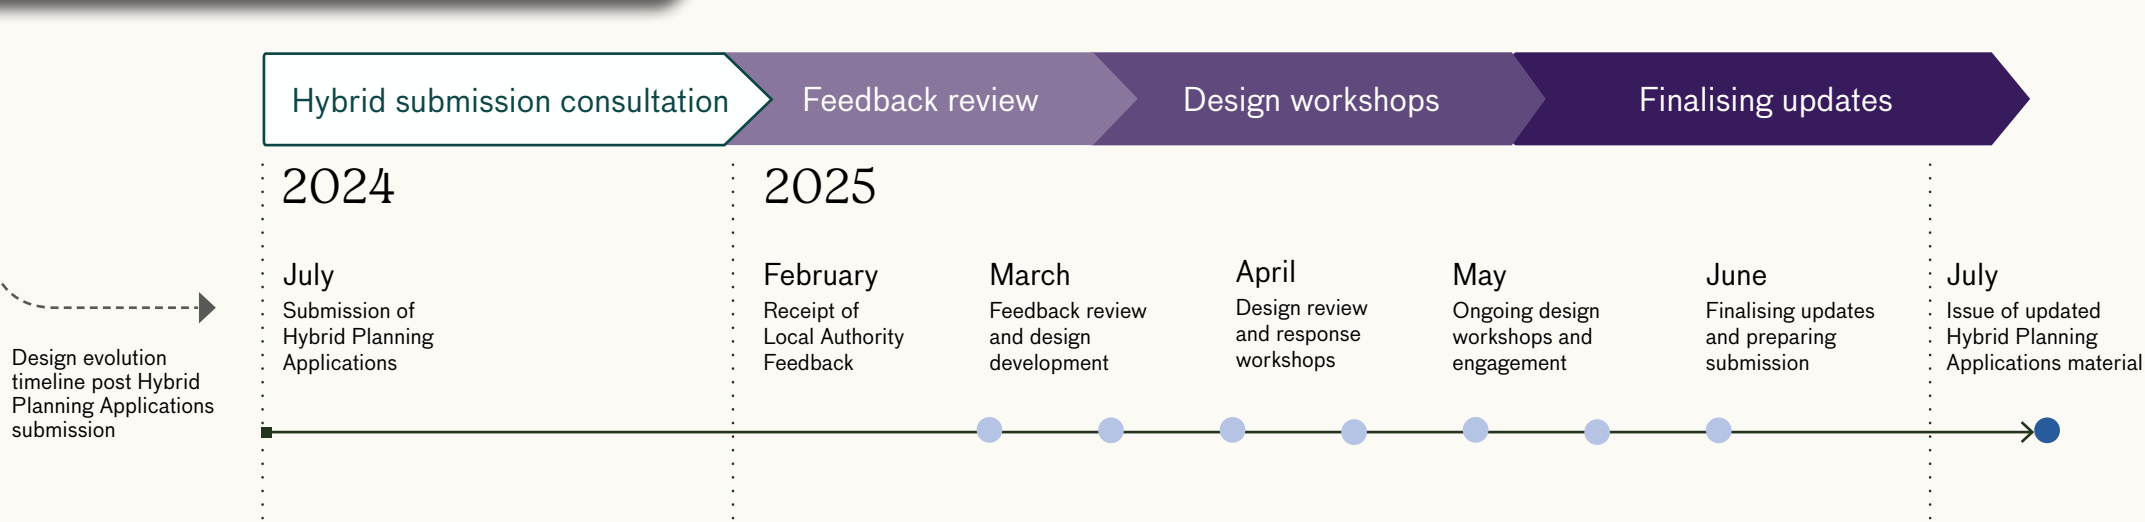 Hybrid submission consultation
Feedback review
Design workshops
Finalising updates
2024
2025
July
Submission of
Hybrid Planning
Applications
February
Receipt of
Local Authority
Feedback
March
Feedback review
and design
development
April
Design review
and response
workshops
May
Ongoing design
workshops and
engagement
June
Finalising updates
and preparing
submission
July
Issue of updated
Hybrid Planning
Applications material
Design evolution
timeline post Hybrid
Planning Applications
submission